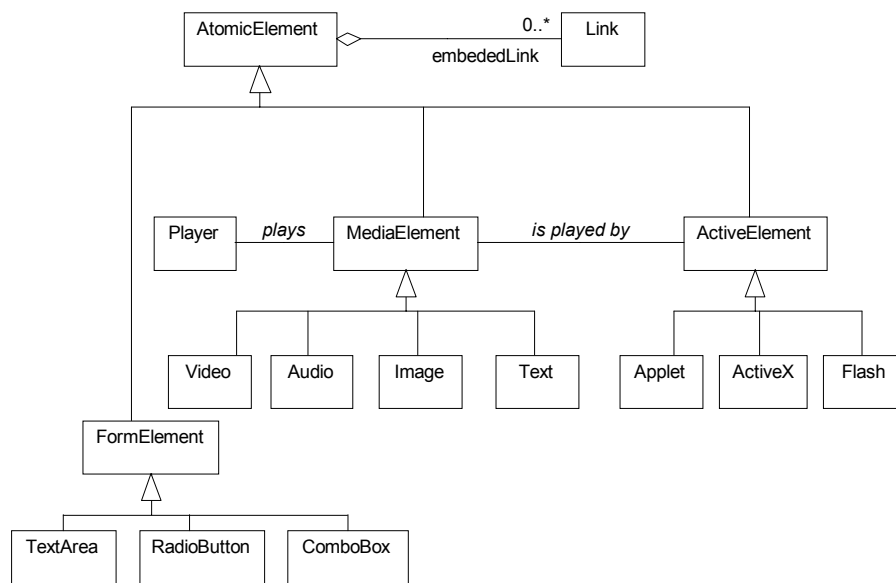 AtomicElement
0..*
Link
embededLink
Player
plays
MediaElement
is played by
ActiveElement
Video
Audio
Image
Text
Applet
ActiveX
Flash
FormElement
TextArea
RadioButton
ComboBox